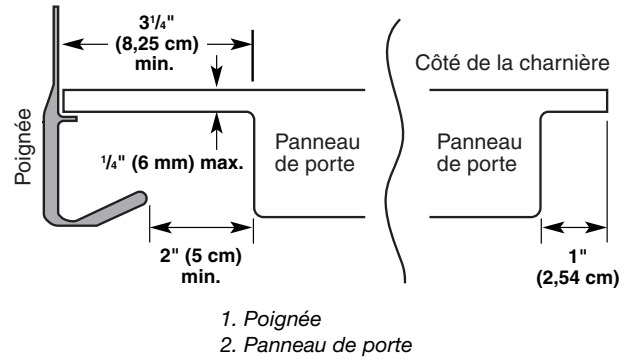 3¹/₄"
(8,25 cm)
min.
Côté de la charnière
Poignée
¹/₄" (6 mm) max.
Panneau
de porte
Panneau
de porte
2" (5 cm)
min.
1"
(2,54 cm)
1. Poignée
2. Panneau de porte